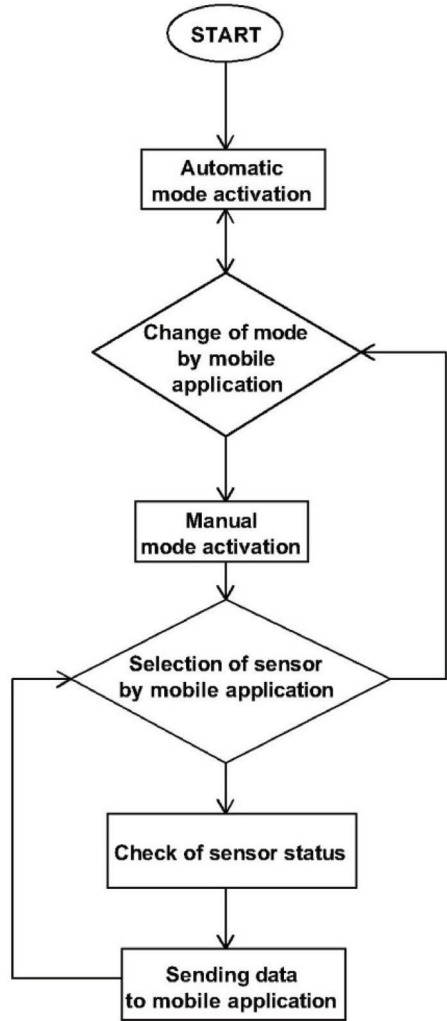 START
Automatic
mode activation
Change of mode
by mobile
application
Manual
mode activation
Selection of sensor
by mobile application
Check of sensor status
Sending data
to mobile application